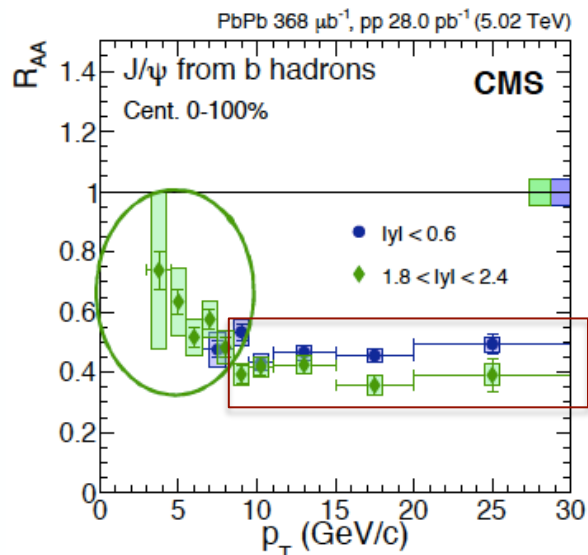 PbPb 368 μb⁻¹, pp 28.0 pb⁻¹ (5.02 TeV)
R_AA
1.4
J/ψ from b hadrons
CMS
1.2
Cent. 0-100%
1
0.8
|y| < 0.6
1.8 < |y| < 2.4
0.6
0.4
0.2
0
0 5 10 15 20 25 30
p_T (GeV/c)